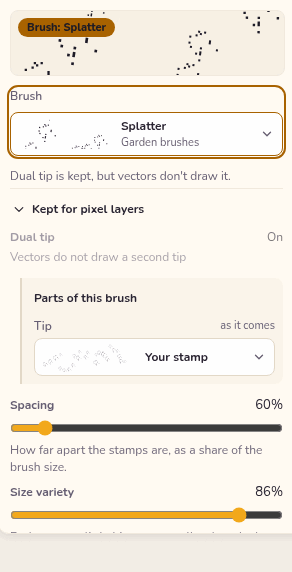 Brush: Splatter
Brush
Splatter
Garden brushes
Dual tip is kept, but vectors don't draw it.
Kept for pixel layers
Dual tip On
Vectors do not draw a second tip
Parts of this brush
Tip as it comes
Your stamp
Spacing 60%
How far apart the stamps are, as a share of the
brush size.
Size variety 86%